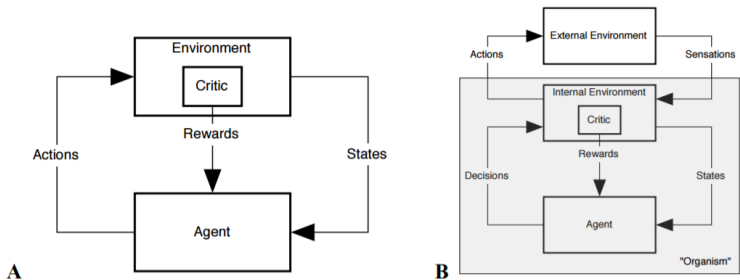 Environment
Critic
Rewards
Actions
States
Agent
A
External Environment
Actions
Sensations
Internal Environment
Critic
Rewards
Decisions
States
Agent
"Organism"
B